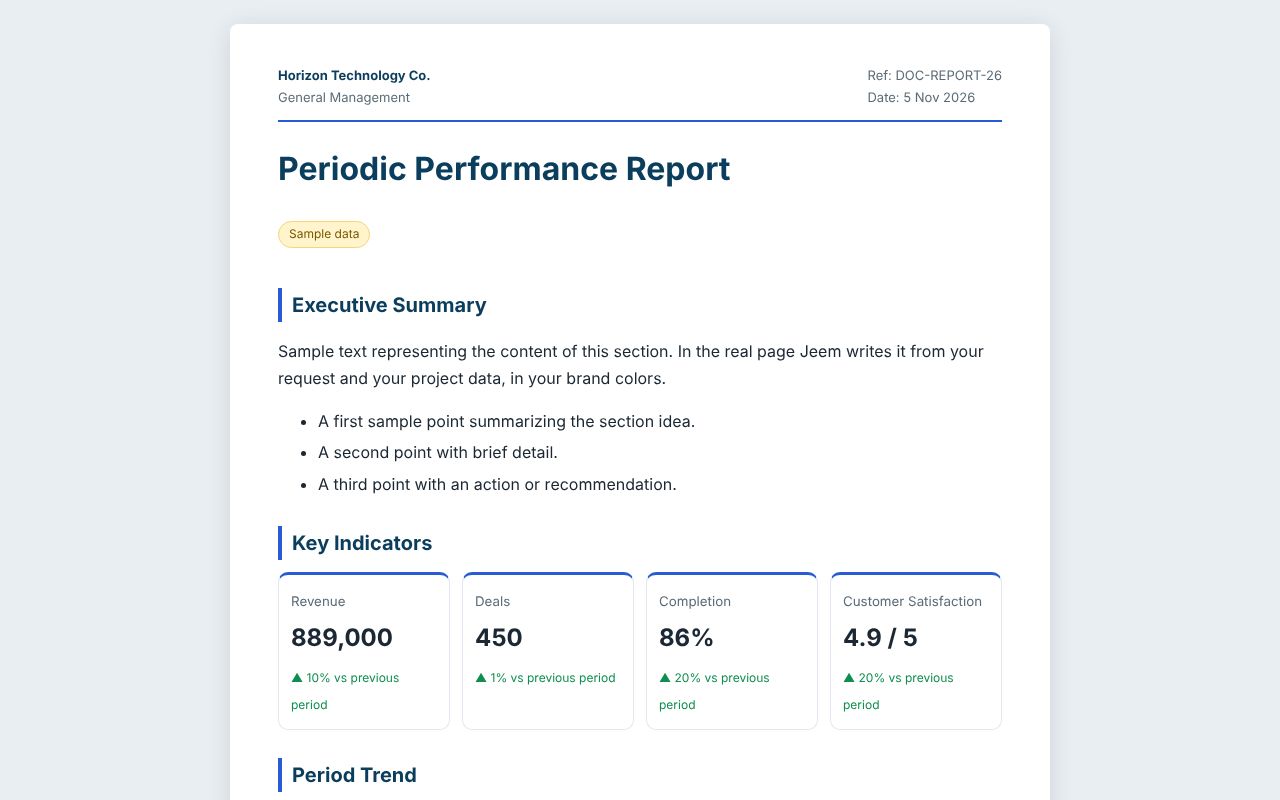 Horizon Technology Co.
General Management
Ref: DOC-REPORT-26
Date: 5 Nov 2026
Periodic Performance Report
Sample data
Executive Summary
Sample text representing the content of this section. In the real page Jeem writes it from your
request and your project data, in your brand colors.
• A first sample point summarizing the section idea.
• A second point with brief detail.
• A third point with an action or recommendation.
Key Indicators
Revenue
889,000
▲ 10% vs previous
period
Deals
450
▲ 1% vs previous period
Completion
86%
▲ 20% vs previous
period
Customer Satisfaction
4.9 / 5
▲ 20% vs previous
period
Period Trend